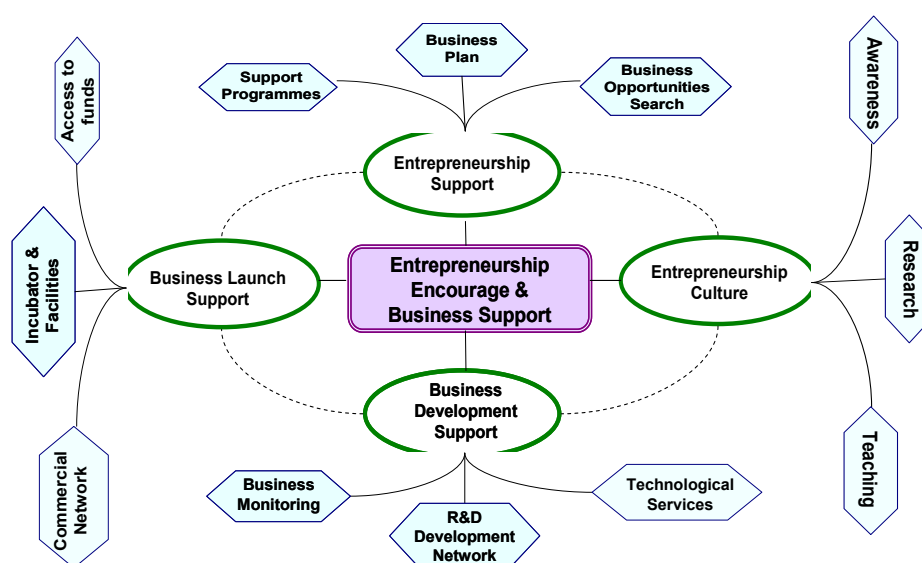 Business
Plan
Support
Programmes
Business
Opportunities
Search
Access to
funds
Awareness
Entrepreneurship
Support
Incubator &
Facilities
Business Launch
Support
Entrepreneurship
Encourage &
Business Support
Entrepreneurship
Culture
Research
Business
Development
Support
Commercial
Network
Business
Monitoring
R&D
Development
Network
Technological
Services
Teaching